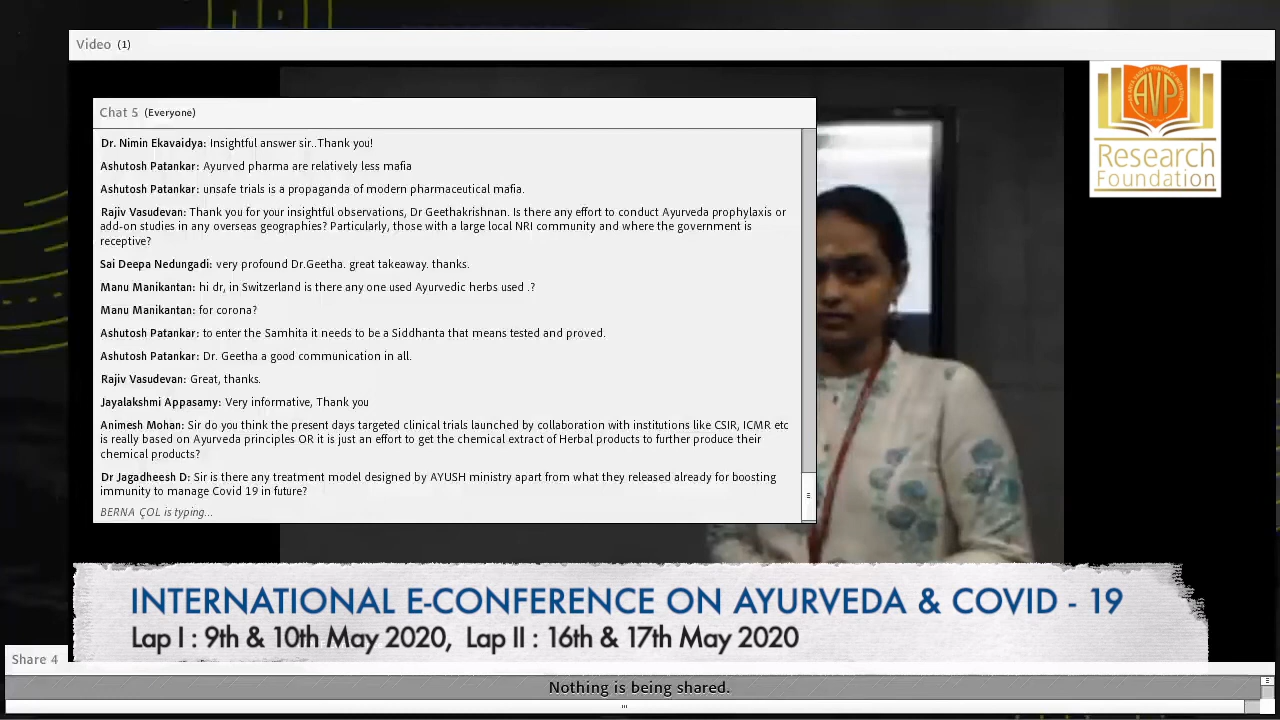 Video (1)
Chat 5 (Everyone)
Dr. Nimin Ekavaidya: Insightful answer sir..Thank you!
Ashutosh Patankar: Ayurved pharma are relatively less mafia
Ashutosh Patankar: unsafe trials is a propaganda of modern pharmaceutical mafia.
Rajiv Vasudevan: Thank you for your insightful observations, Dr Geethakrishnan. Is there any effort to conduct Ayurveda prophylaxis or
add-on studies in any overseas geographies? Particularly, those with a large local NRI community and where the government is
receptive?
Sai Deepa Nedungadi: very profound Dr.Geetha. great takeaway. thanks.
Manu Manikantan: hi dr, in Switzerland is there any one used Ayurvedic herbs used .?
Manu Manikantan: for corona?
Ashutosh Patankar: to enter the Samhita it needs to be a Siddhanta that means tested and proved.
Ashutosh Patankar: Dr. Geetha a good communication in all.
Rajiv Vasudevan: Great, thanks.
Jayalakshmi Appasamy: Very informative, Thank you
Animesh Mohan: Sir do you think the present days targeted clinical trials launched by collaboration with institutions like CSIR, ICMR etc
is really based on Ayurveda principles OR it is just an effort to get the chemical extract of Herbal products to further produce their
chemical products?
Dr Jagadheesh D: Sir is there any treatment model designed by AYUSH ministry apart from what they released already for boosting
immunity to manage Covid 19 in future?
BERNA ÇOL is typing...
AVP
Research
Foundation
INTERNATIONAL E-CONFERENCE ON AYURVEDA & COVID - 19
Lap I : 9th & 10th May 2020, Lap II : 16th & 17th May 2020
Share 4
Nothing is being shared.